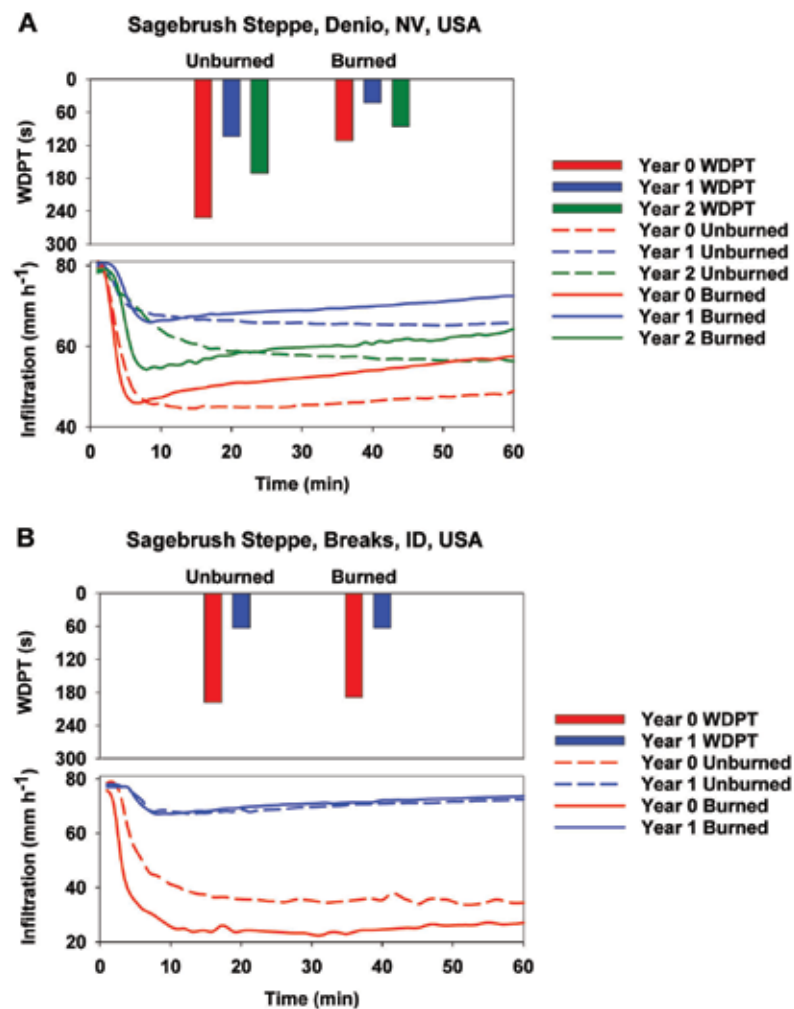 A
Sagebrush Steppe, Denio, NV, USA
Unburned Burned
WDPT (s)
0
60
120
180
240
300
Infiltration (mm h⁻¹)
80
60
40
0 10 20 30 40 50 60
Time (min)
Year 0 WDPT
Year 1 WDPT
Year 2 WDPT
Year 0 Unburned
Year 1 Unburned
Year 2 Unburned
Year 0 Burned
Year 1 Burned
Year 2 Burned
B
Sagebrush Steppe, Breaks, ID, USA
Unburned Burned
WDPT (s)
0
60
120
180
240
300
Infiltration (mm h⁻¹)
80
60
40
20
0 10 20 30 40 50 60
Time (min)
Year 0 WDPT
Year 1 WDPT
Year 0 Unburned
Year 1 Unburned
Year 0 Burned
Year 1 Burned